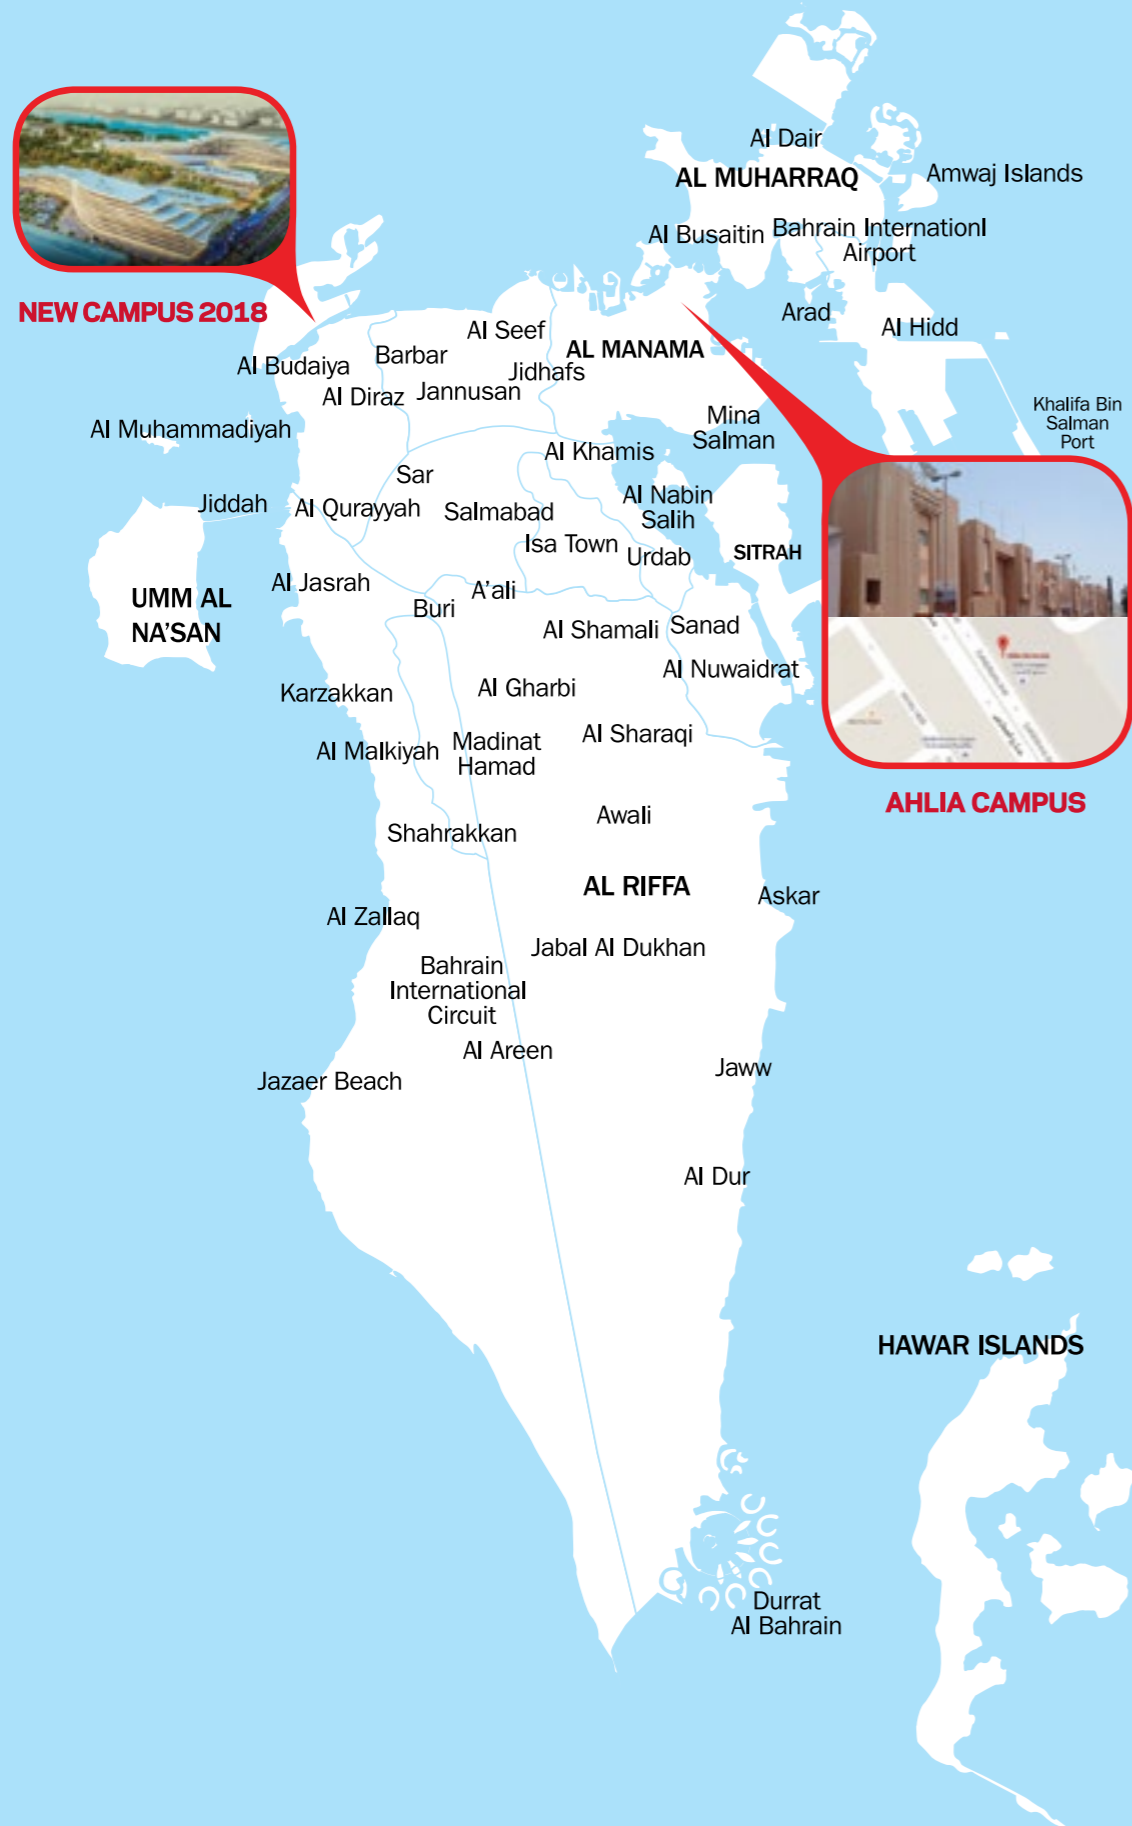 Al Dair
AL MUHARRAQ
Amwaj Islands
Al Busaitin
Bahrain Internationl
Airport
NEW CAMPUS 2018
Arad
Al Hidd
Al Seef
AL MANAMA
Barbar
Al Budaiya
Jidhafs
Al Diraz
Jannusan
Khalifa Bin
Salman
Port
Mina
Salman
Al Muhammadiyah
Al Khamis
Sar
Jiddah
Al Qurayyah
Salmabad
Al Nabin
Salih
Isa Town
Urdab
SITRAH
Al Jasrah
A'ali
Buri
UMM AL
NA'SAN
Al Shamali
Sanad
Al Nuwaidrat
Karzakkan
Al Gharbi
Al Malkiyah
Madinat
Hamad
Al Sharaqi
AHLIA CAMPUS
Awali
Shahrakkan
AL RIFFA
Askar
Al Zallaq
Jabal Al Dukhan
Bahrain
International
Circuit
Al Areen
Jaww
Jazaer Beach
Al Dur
HAWAR ISLANDS
Durrat
Al Bahrain